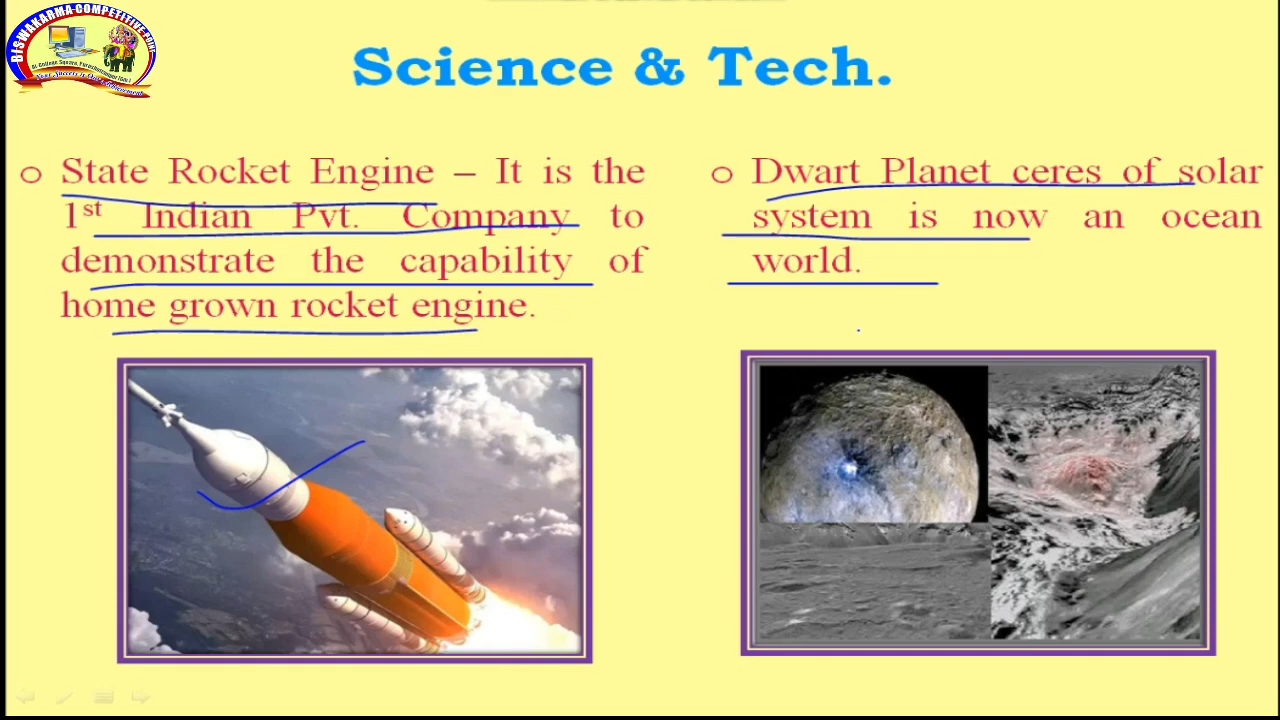 BISWAKARMA COMPETITIVE POINT
Science & Tech.
o State Rocket Engine – It is the
1st Indian Pvt. Company to
demonstrate the capability of
home grown rocket engine.
o Dwart Planet ceres of solar
system is now an ocean
world.